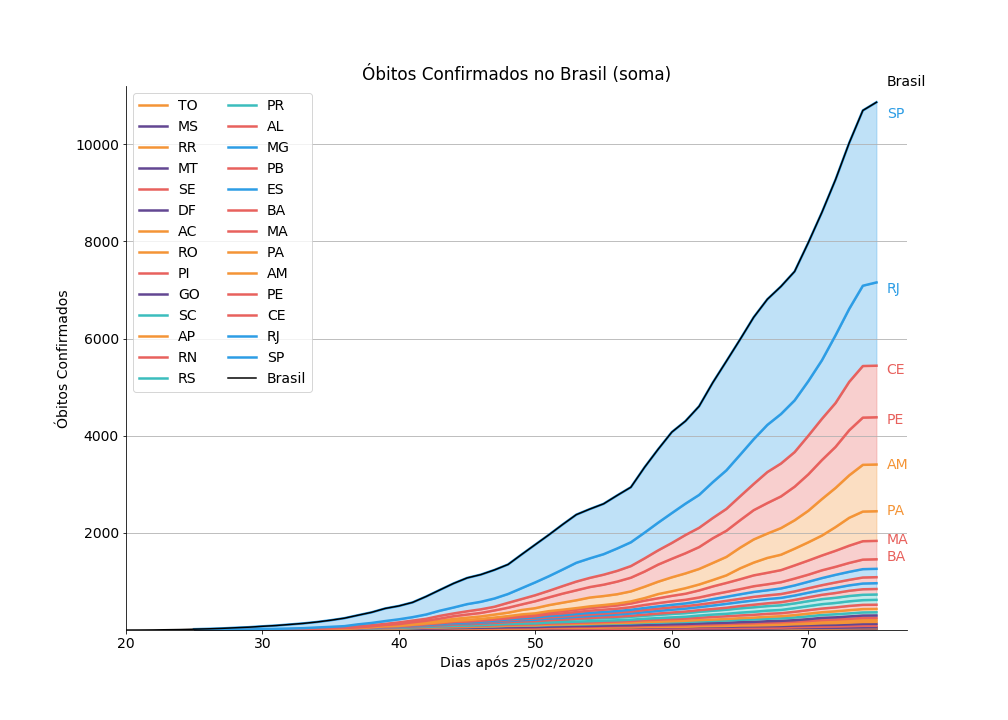 Óbitos Confirmados no Brasil (soma)
Brasil
SP
RJ
CE
PE
AM
PA
MA
BA
TO PR
MS AL
RR MG
MT PB
SE ES
DF BA
AC MA
RO PA
PI AM
GO PE
SC CE
AP RJ
RN SP
RS Brasil
10000
8000
6000
4000
2000
Óbitos Confirmados
20 30 40 50 60 70
Dias após 25/02/2020